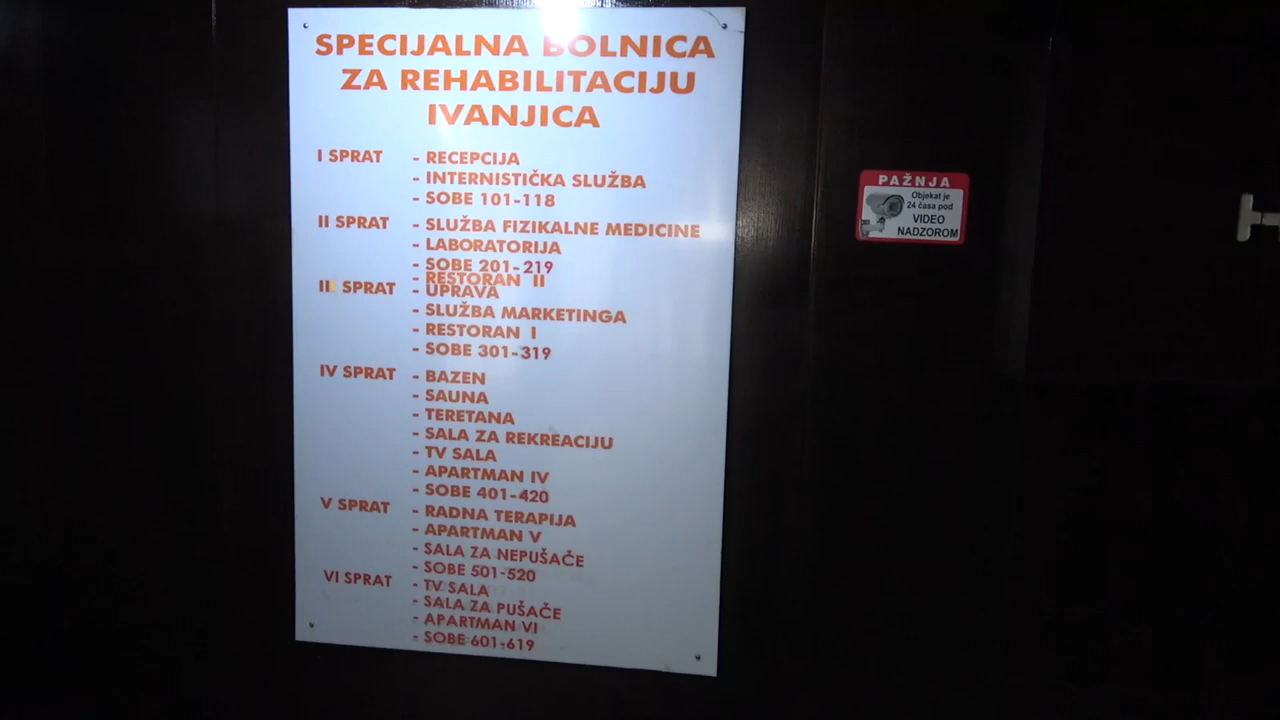 SPECIJALNA BOLNICA
ZA REHABILITACIJU
IVANJICA
I SPRAT - RECEPCIJA
- INTERNISTIČKA SLUŽBA
- SOBE 101-118
II SPRAT - SLUŽBA FIZIKALNE MEDICINE
- LABORATORIJA
- SOBE 201-219
- RESTORAN II
III SPRAT - UPRAVA
- SLUŽBA MARKETINGA
- RESTORAN I
- SOBE 301-319
IV SPRAT - BAZEN
- SAUNA
- TERETANA
- SALA ZA REKREACIJU
- TV SALA
- APARTMAN IV
- SOBE 401-420
V SPRAT - RADNA TERAPIJA
- APARTMAN V
- SALA ZA NEPUŠAČE
- SOBE 501-520
VI SPRAT - TV SALA
- SALA ZA PUŠAČE
- APARTMAN VI
- SOBE 601-619
PAŽNJA
Objekat je
24 časa pod
VIDEO
NADZOROM